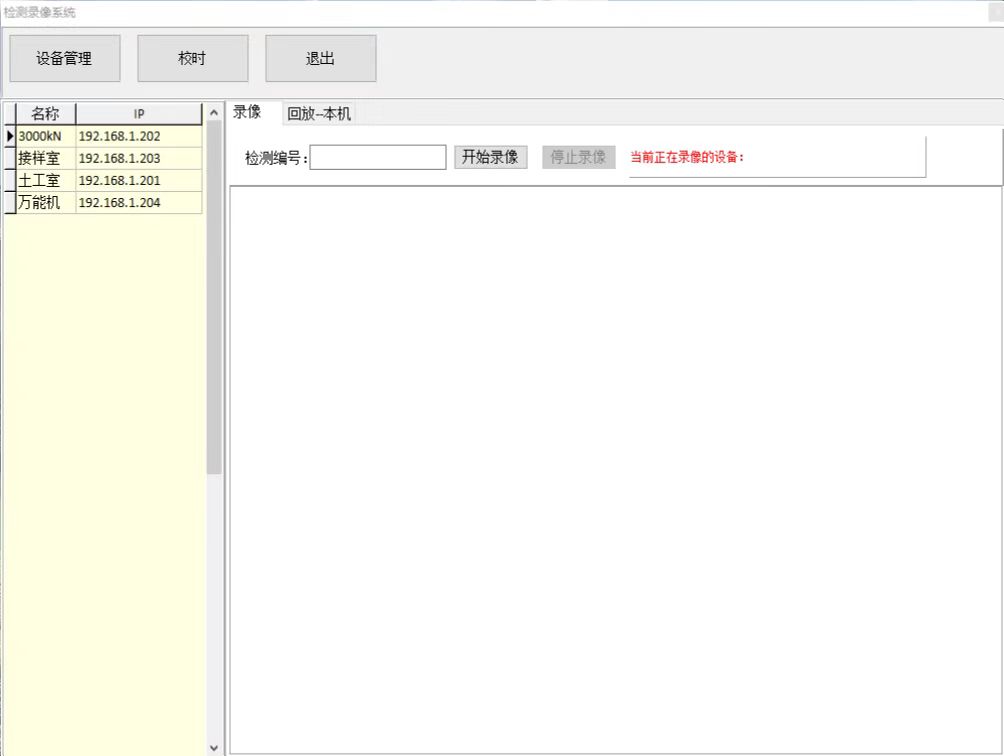 检测录像系统
设备管理 校时 退出
名称 IP
3000kN 192.168.1.202
接样室 192.168.1.203
土工室 192.168.1.201
万能机 192.168.1.204
录像 回放--本机
检测编号: 开始录像 停止录像 当前正在录像的设备: